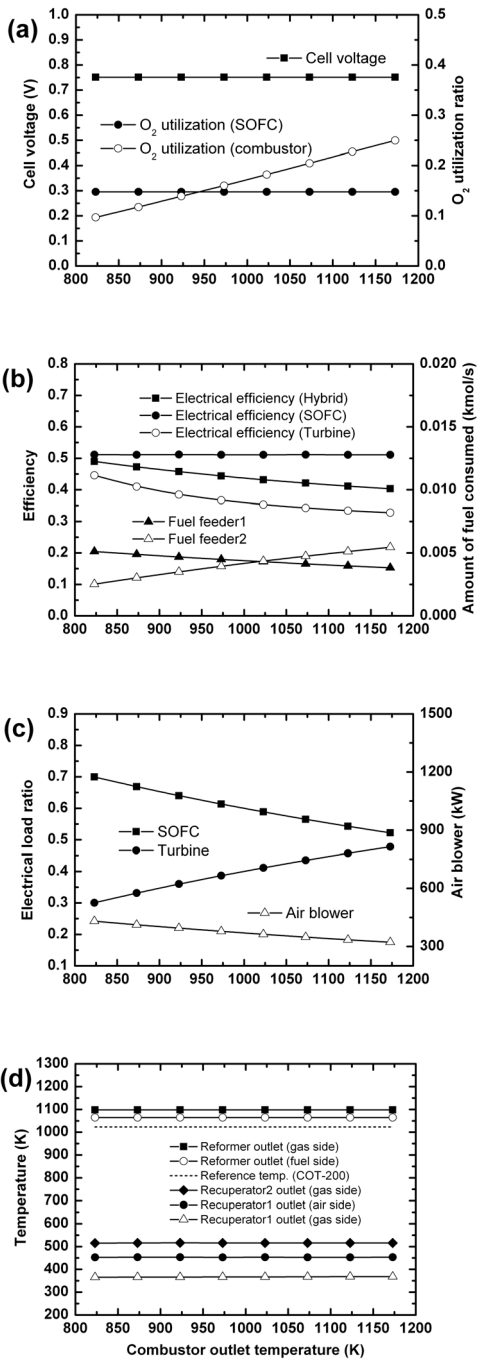 (a)
1.0
0.9
0.8
0.7
0.6
0.5
0.4
0.3
0.2
0.1
0.0
Cell voltage (V)
Cell voltage
O2 utilization (SOFC)
O2 utilization (combustor)
0.5
0.4
0.3
0.2
0.1
0.0
O2 utilization ratio
800 850 900 950 1000 1050 1100 1150 1200
(b)
0.8
0.7
0.6
0.5
0.4
0.3
0.2
0.1
0.0
Efficiency
Electrical efficiency (Hybrid)
Electrical efficiency (SOFC)
Electrical efficiency (Turbine)
Fuel feeder1
Fuel feeder2
0.020
0.015
0.010
0.005
0.000
Amount of fuel consumed (kmol/s)
800 850 900 950 1000 1050 1100 1150 1200
(c)
0.9
0.8
0.7
0.6
0.5
0.4
0.3
0.2
0.1
Electrical load ratio
SOFC
Turbine
Air blower
1500
1200
900
600
300
Air blower (kW)
800 850 900 950 1000 1050 1100 1150 1200
(d)
1300
1200
1100
1000
900
800
700
600
500
400
300
200
Temperature (K)
Reformer outlet (gas side)
Reformer outlet (fuel side)
Reference temp. (COT-200)
Recuperator2 outlet (gas side)
Recuperator1 outlet (air side)
Recuperator1 outlet (gas side)
800 850 900 950 1000 1050 1100 1150 1200
Combustor outlet temperature (K)